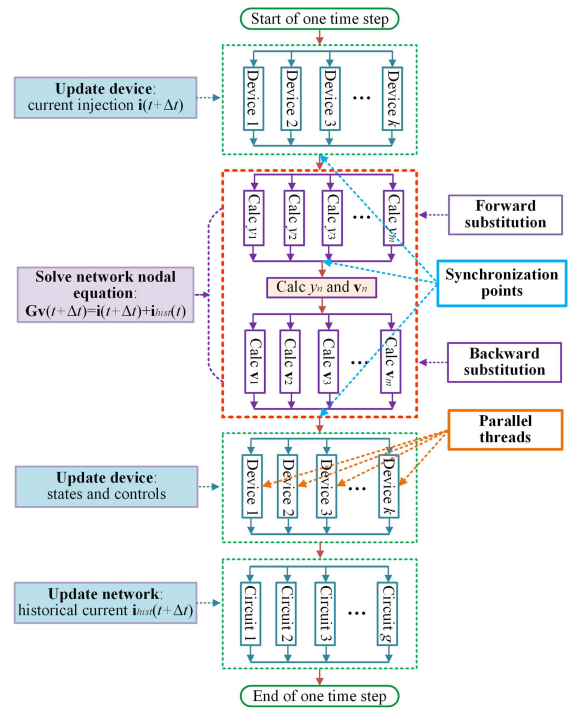 Start of one time step
Update device:
current injection i(t+Δt)
Device 1
Device 2
Device 3
...
Device k
Calc y1
Calc y2
Calc y3
...
Calc ym
Forward
substitution
Solve network nodal
equation:
Gv(t+Δt)=i(t+Δt)+ihist(t)
Calc yn and vn
Synchronization
points
Calc v1
Calc v2
Calc v3
...
Calc vm
Backward
substitution
Parallel
threads
Update device:
states and controls
Device 1
Device 2
Device 3
...
Device k
Update network:
historical current ihist(t+Δt)
Circuit 1
Circuit 2
Circuit 3
...
Circuit g
End of one time step